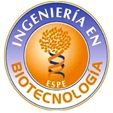 INGENIERÍA EN
ESPE
BIOTECNOLOGÍA